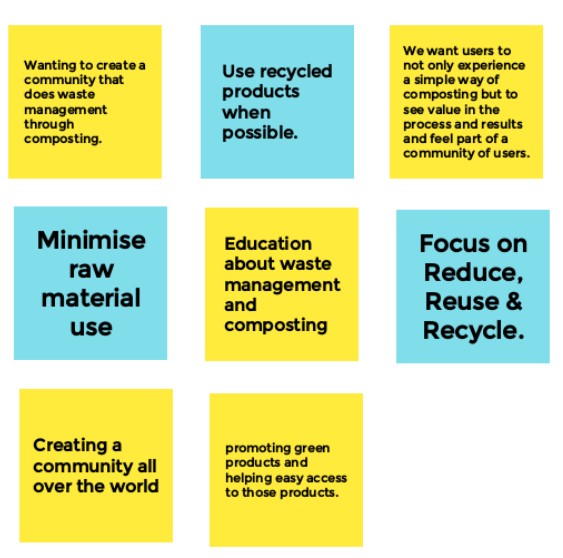 Wanting to create a
community that
does waste
management
through
composting.
Use recycled
products
when
possible.
We want users to
not only experience
a simple way of
composting but to
see value in the
process and results
and feel part of a
community of users.
Minimise
raw
material
use
Education
about waste
management
and
composting
Focus on
Reduce,
Reuse &
Recycle.
Creating a
community all
over the world
promoting green
products and
helping easy access
to those products.